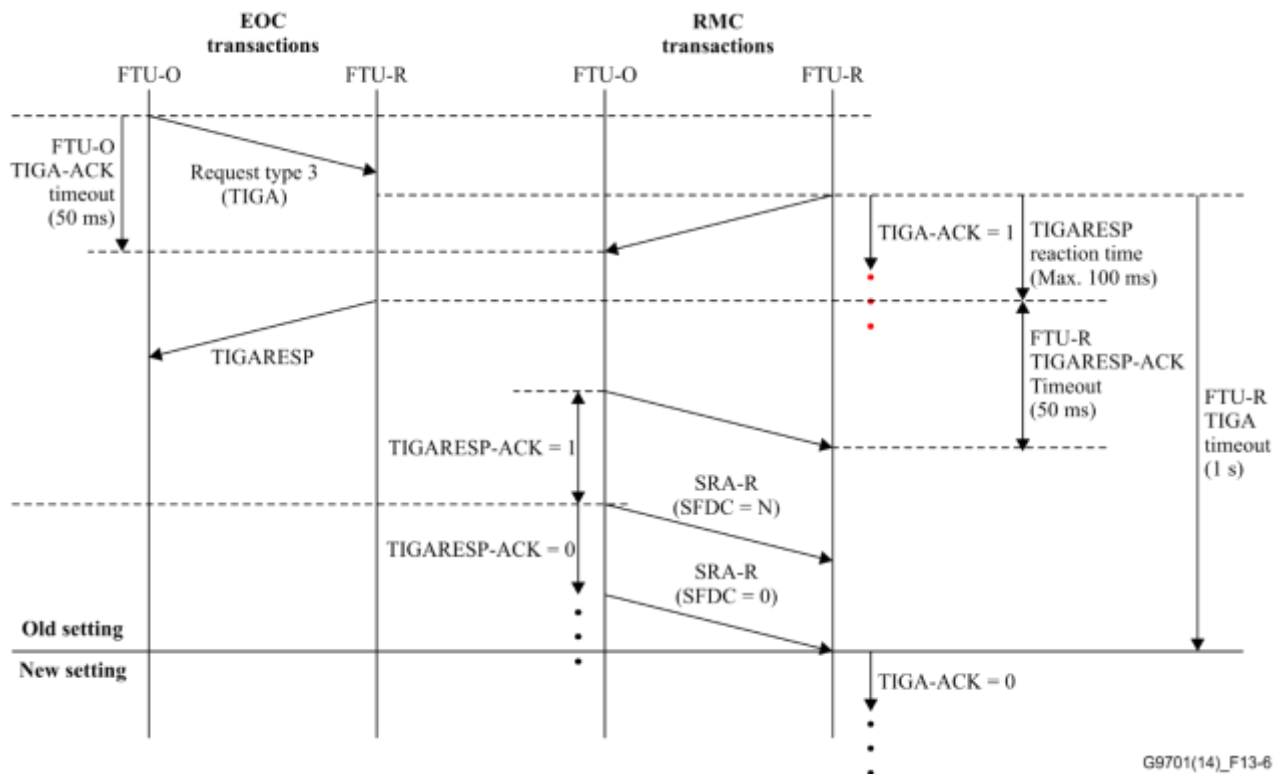 EOC
transactions
RMC
transactions
FTU-O
FTU-R
FTU-O
FTU-R
FTU-O
TIGA-ACK
timeout
(50 ms)
Request type 3
(TIGA)
TIGA-ACK = 1
TIGARESP
reaction time
(Max. 100 ms)
TIGARESP
FTU-R
TIGARESP-ACK
Timeout
(50 ms)
FTU-R
TIGA
timeout
(1 s)
TIGARESP-ACK = 1
SRA-R
(SFDC = N)
TIGARESP-ACK = 0
SRA-R
(SFDC = 0)
Old setting
New setting
TIGA-ACK = 0
G9701(14)_F13-6